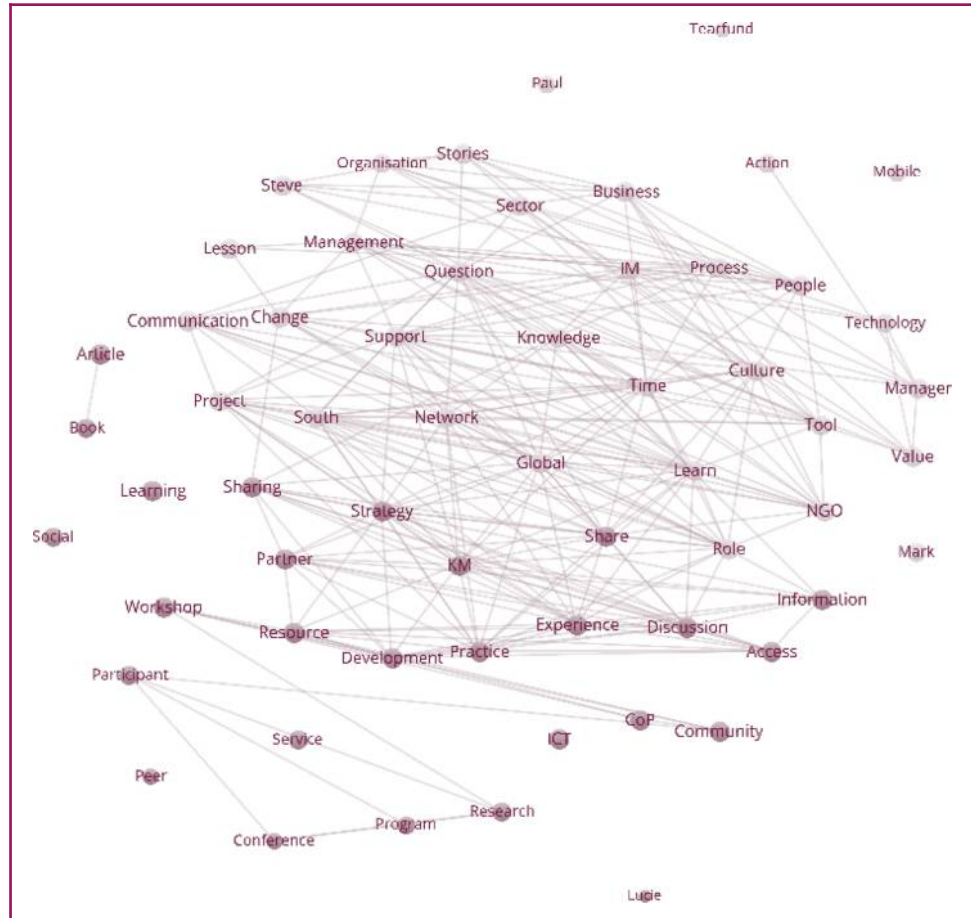 Tearfund
Paul
Stories
Organisation
Action
Mobile
Steve
Business
Sector
Lesson
Management
Question
IM
Process
People
Communication
Change
Support
Knowledge
Technology
Article
Culture
Time
Manager
Project
South
Network
Tool
Book
Global
Learn
Value
Learning
Sharing
Strategy
NGO
Social
Share
Role
Mark
Partner
KM
Workshop
Information
Resource
Experience
Discussion
Development
Practice
Access
Participant
CoP
Community
Service
ICT
Peer
Research
Program
Conference
Lucie